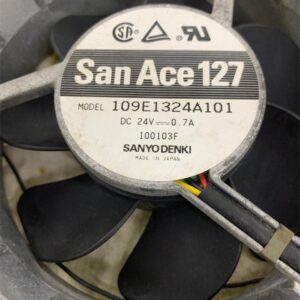 San Ace 127
MODEL 109E1324A101
DC 24V⎓0.7A
100103F
SANYO DENKI
MADE IN JAPAN